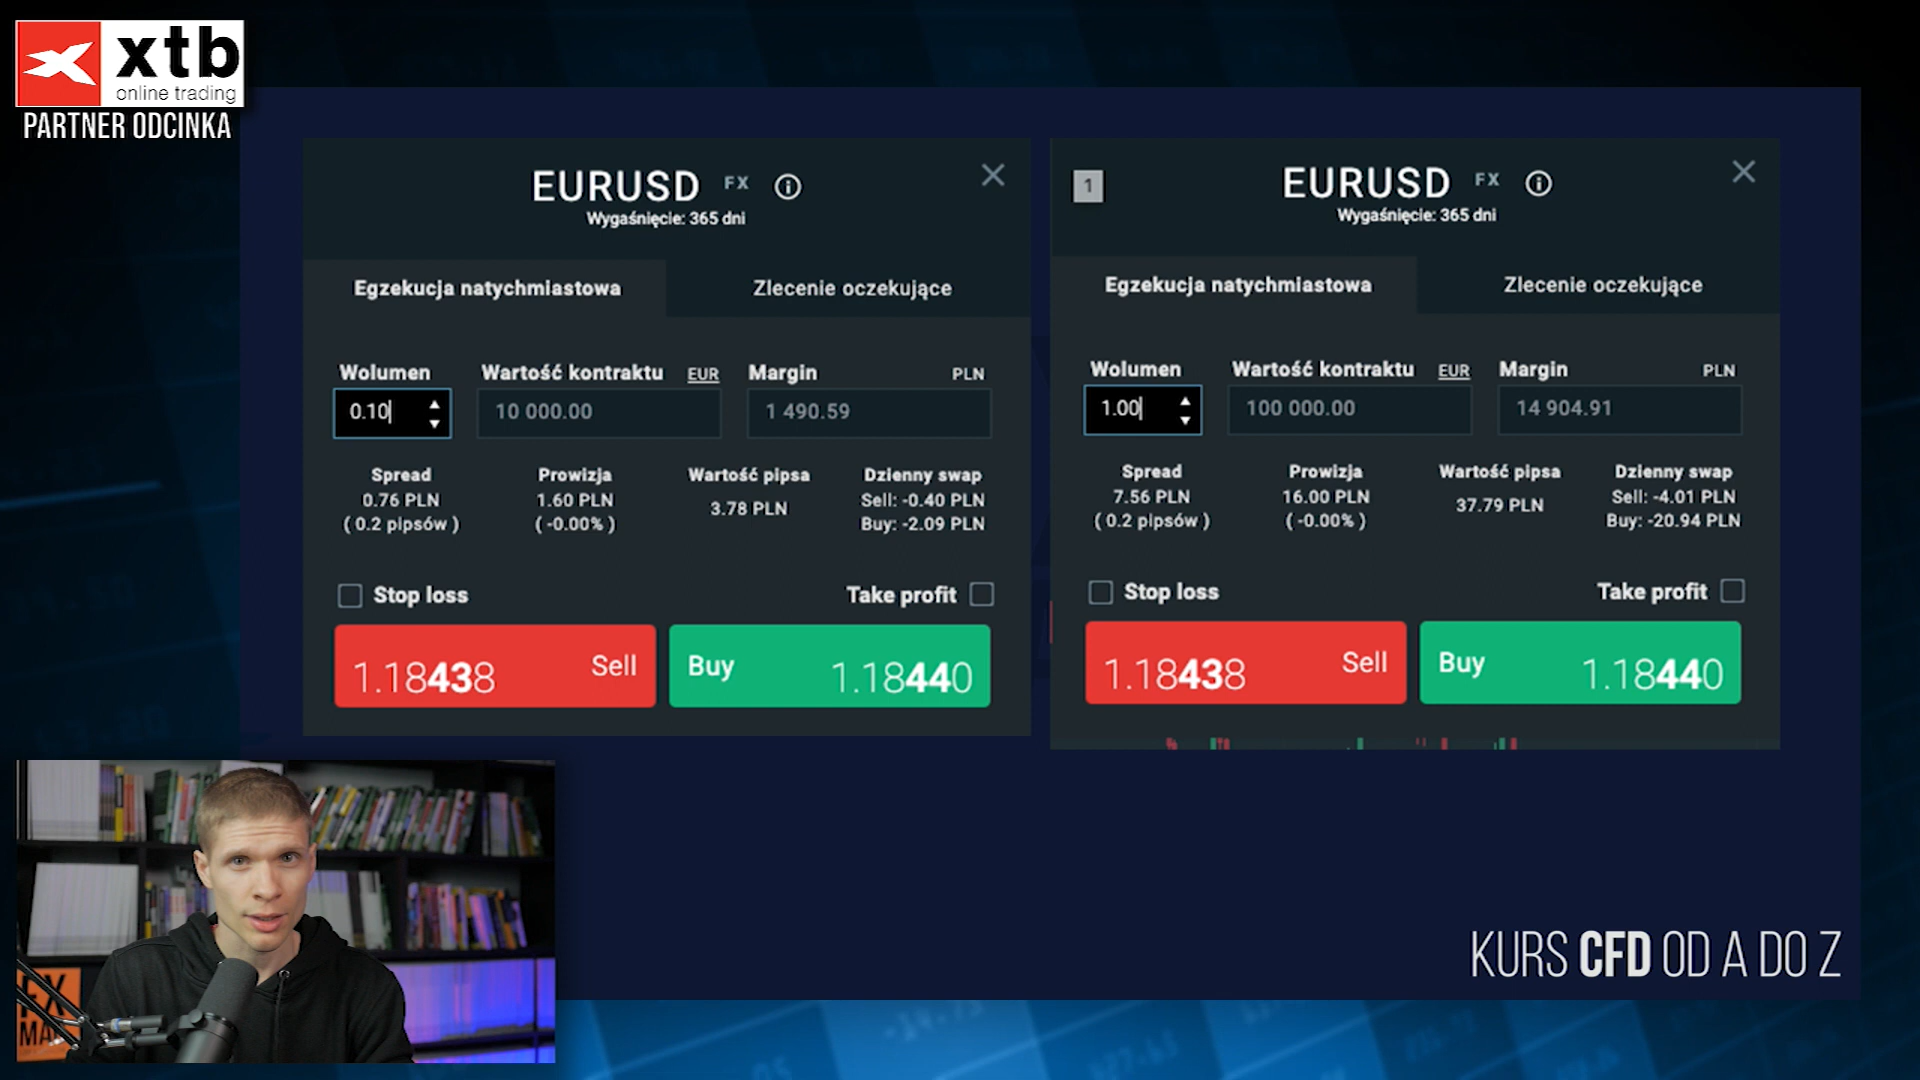 xtb
online trading
PARTNER ODCINKA
EURUSD FX
Wygaśnięcie: 365 dni
Egzekucja natychmiastowa
Zlecenie oczekujące
Wolumen
Wartość kontraktu EUR
Margin PLN
0.10
10 000.00
1 490.59
Spread
0.76 PLN
( 0.2 pipsów )
Prowizja
1.60 PLN
( -0.00% )
Wartość pipsa
3.78 PLN
Dzienny swap
Sell: -0.40 PLN
Buy: -2.09 PLN
Stop loss
Take profit
1.18438 Sell
Buy 1.18440
1
EURUSD FX
Wygaśnięcie: 365 dni
Egzekucja natychmiastowa
Zlecenie oczekujące
Wolumen
Wartość kontraktu EUR
Margin PLN
1.00
100 000.00
14 904.91
Spread
7.56 PLN
( 0.2 pipsów )
Prowizja
16.00 PLN
( -0.00% )
Wartość pipsa
37.79 PLN
Dzienny swap
Sell: -4.01 PLN
Buy: -20.94 PLN
Stop loss
Take profit
1.18438 Sell
Buy 1.18440
FX
MA
KURS CFD OD A DO Z